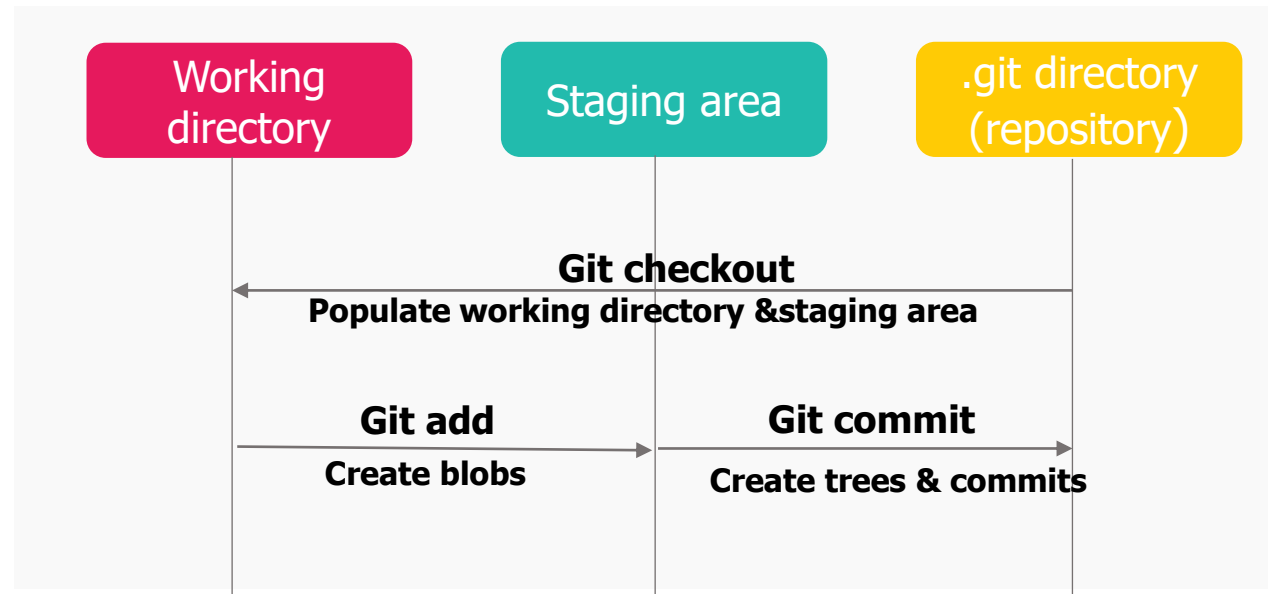 Working
directory
Staging area
.git directory
(repository)
Git checkout
Populate working directory &staging area
Git add
Create blobs
Git commit
Create trees & commits